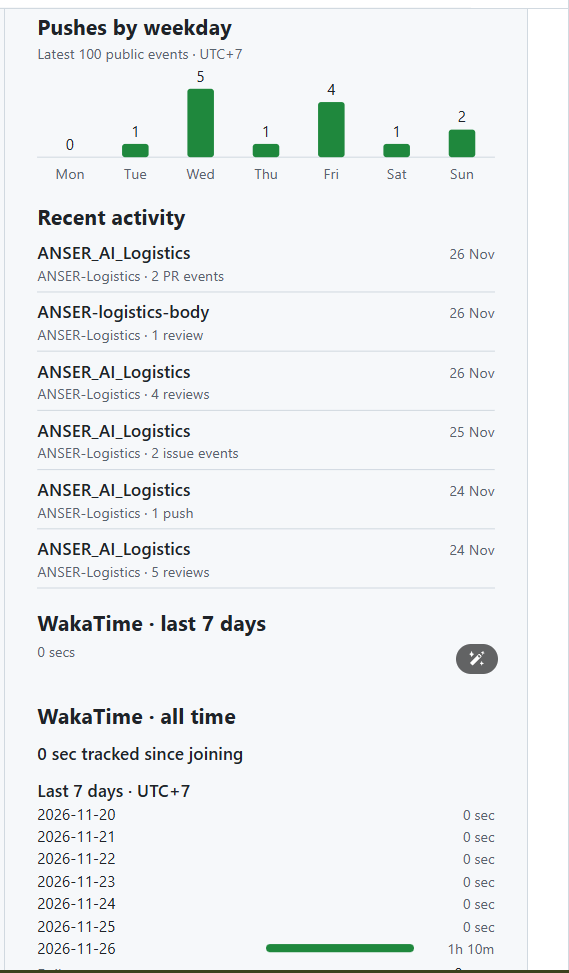 Pushes by weekday
Latest 100 public events · UTC+7
0 1 5 1 4 1 2
Mon Tue Wed Thu Fri Sat Sun
Recent activity
ANSER_AI_Logistics 26 Nov
ANSER-Logistics · 2 PR events
ANSER-logistics-body 26 Nov
ANSER-Logistics · 1 review
ANSER_AI_Logistics 26 Nov
ANSER-Logistics · 4 reviews
ANSER_AI_Logistics 25 Nov
ANSER-Logistics · 2 issue events
ANSER_AI_Logistics 24 Nov
ANSER-Logistics · 1 push
ANSER_AI_Logistics 24 Nov
ANSER-Logistics · 5 reviews
WakaTime · last 7 days
0 secs
WakaTime · all time
0 sec tracked since joining
Last 7 days · UTC+7
2026-11-20 0 sec
2026-11-21 0 sec
2026-11-22 0 sec
2026-11-23 0 sec
2026-11-24 0 sec
2026-11-25 0 sec
2026-11-26 1h 10m